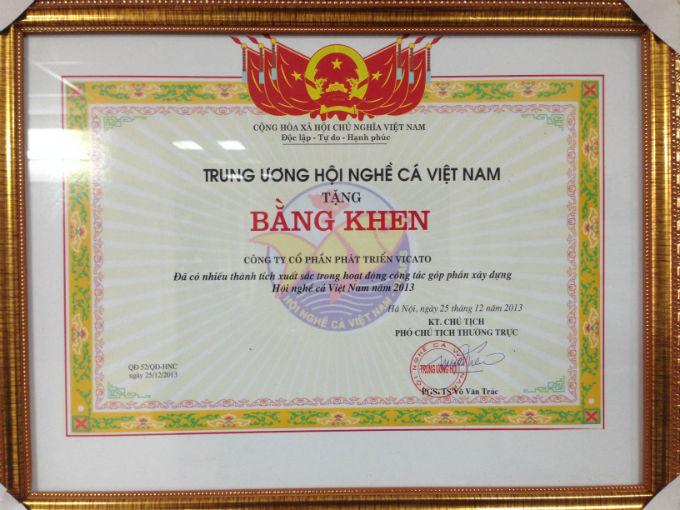 CỘNG HÒA XÃ HỘI CHỦ NGHĨA VIỆT NAM
Độc lập - Tự do - Hạnh phúc
TRUNG ƯƠNG HỘI NGHỀ CÁ VIỆT NAM
TẶNG
BẰNG KHEN
CÔNG TY CỔ PHẦN PHÁT TRIỂN VICATO
Đã có nhiều thành tích xuất sắc trong hoạt động công tác góp phần xây dựng
Hội nghề cá Việt Nam năm 2013
HỘI NGHỀ CÁ VIỆT NAM
Hà Nội, ngày 25 tháng 12 năm 2013
KT. CHỦ TỊCH
PHÓ CHỦ TỊCH THƯỜNG TRỰC
QĐ 52/QĐ-HNC
ngày 25/12/2013
TRUNG ƯƠNG HỘI
PGS.TS Võ Văn Trác